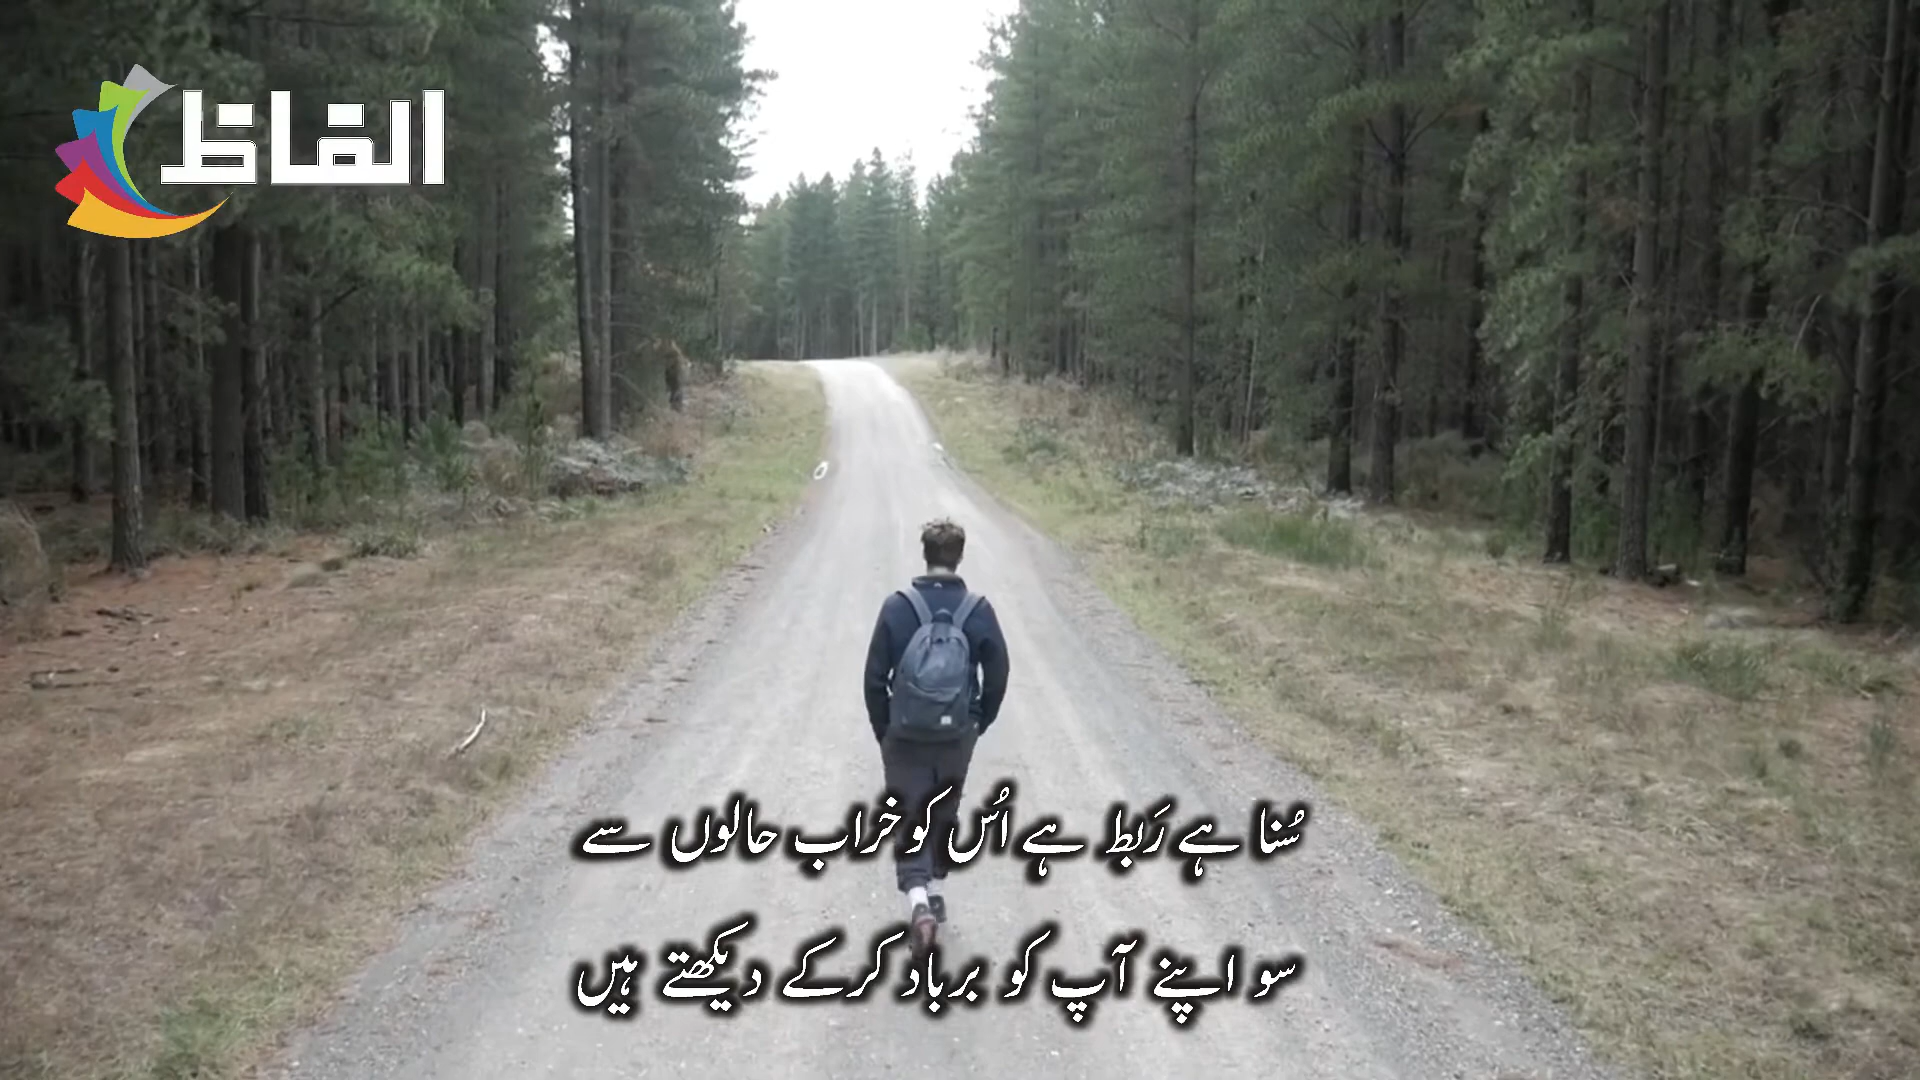 الفاظ
سُنا ہے رَبط ہے اُس کو خراب حالوں سے
سو اپنے آپ کو برباد کر کے دیکھتے ہیں